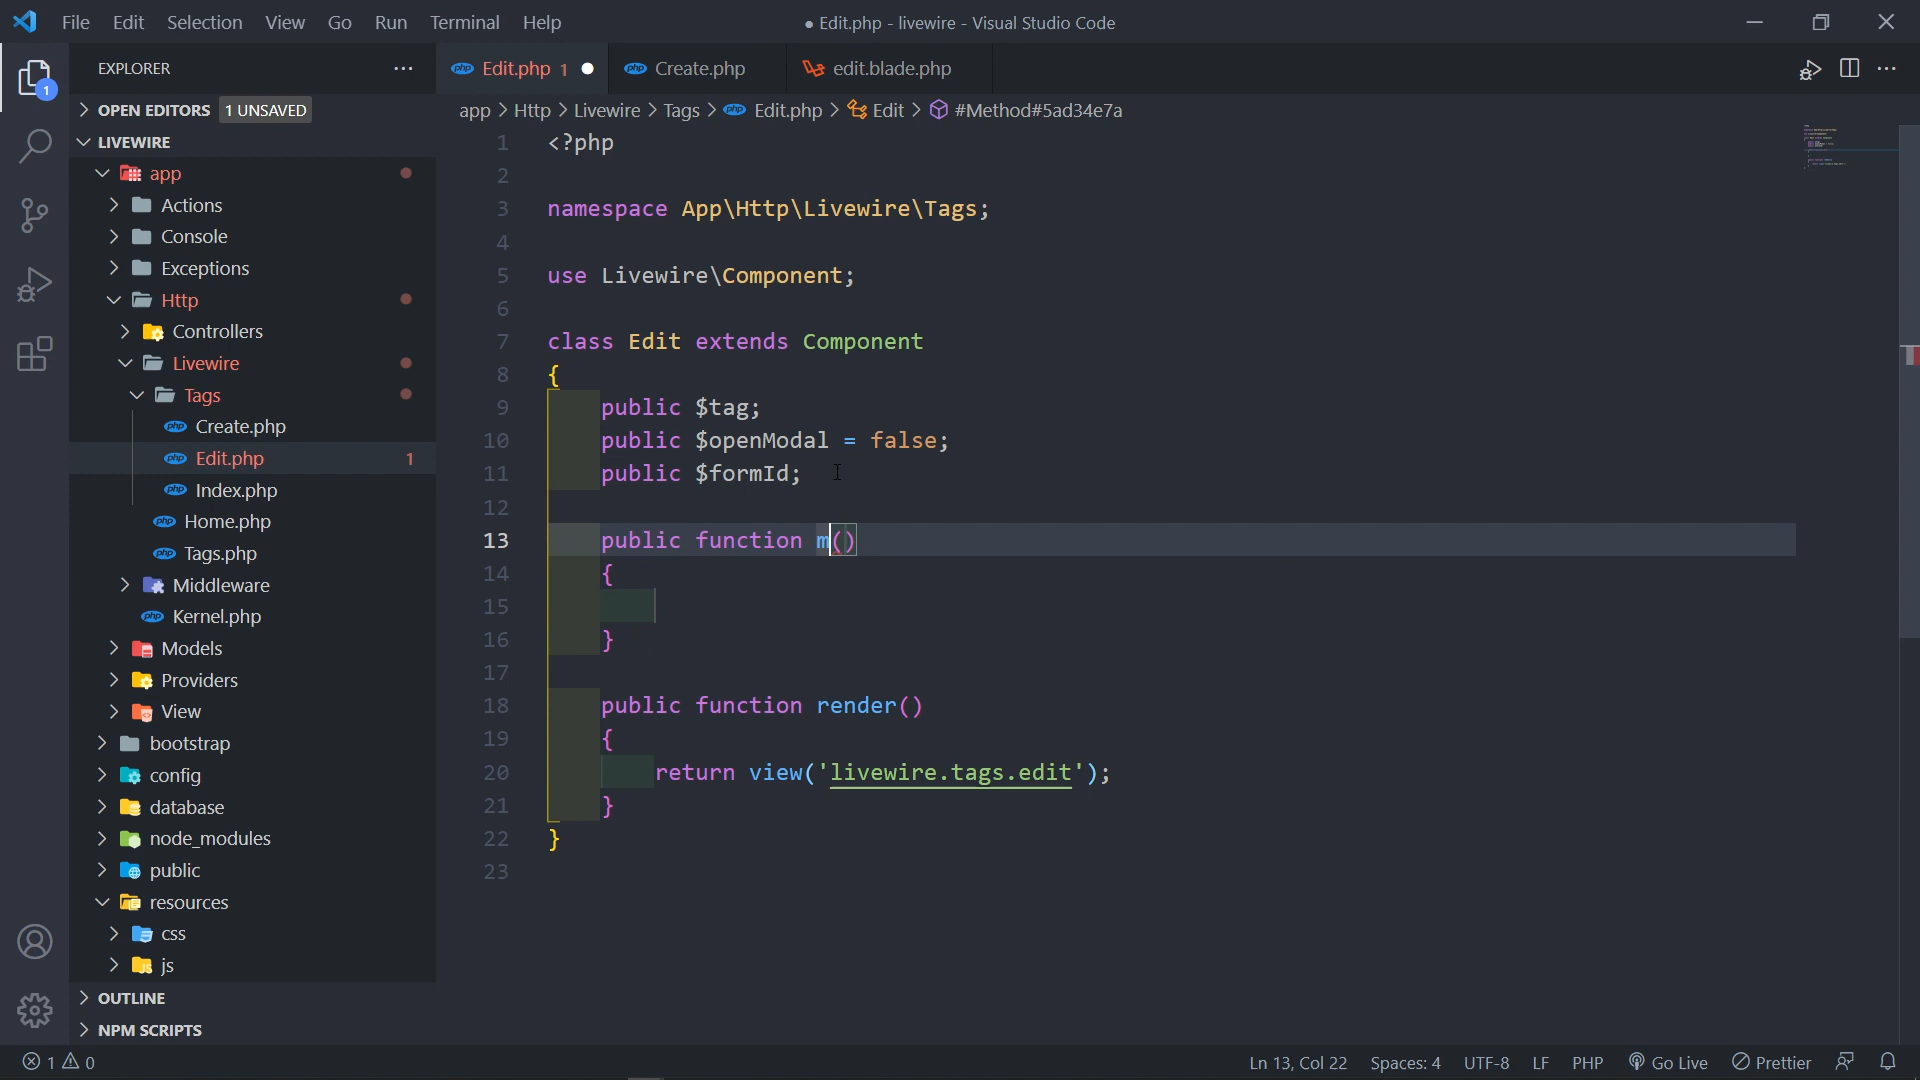 File Edit Selection View Go Run Terminal Help
● Edit.php - livewire - Visual Studio Code
EXPLORER
Edit.php 1
Create.php
edit.blade.php
OPEN EDITORS 1 UNSAVED
app > Http > Livewire > Tags > Edit.php > Edit > #Method#5ad34e7a
LIVEWIRE
app
Actions
Console
Exceptions
Http
Controllers
Livewire
Tags
Create.php
Edit.php 1
Index.php
Home.php
Tags.php
Middleware
Kernel.php
Models
Providers
View
bootstrap
config
database
node_modules
public
resources
css
js
OUTLINE
NPM SCRIPTS
1 <?php
2
3 namespace App\Http\Livewire\Tags;
4
5 use Livewire\Component;
6
7 class Edit extends Component
8 {
9 public $tag;
10 public $openModal = false;
11 public $formId;
12
13 public function m()
14 {
15
16 }
17
18 public function render()
19 {
20 return view('livewire.tags.edit');
21 }
22 }
23
1
1 0
Ln 13, Col 22 Spaces: 4 UTF-8 LF PHP Go Live Prettier